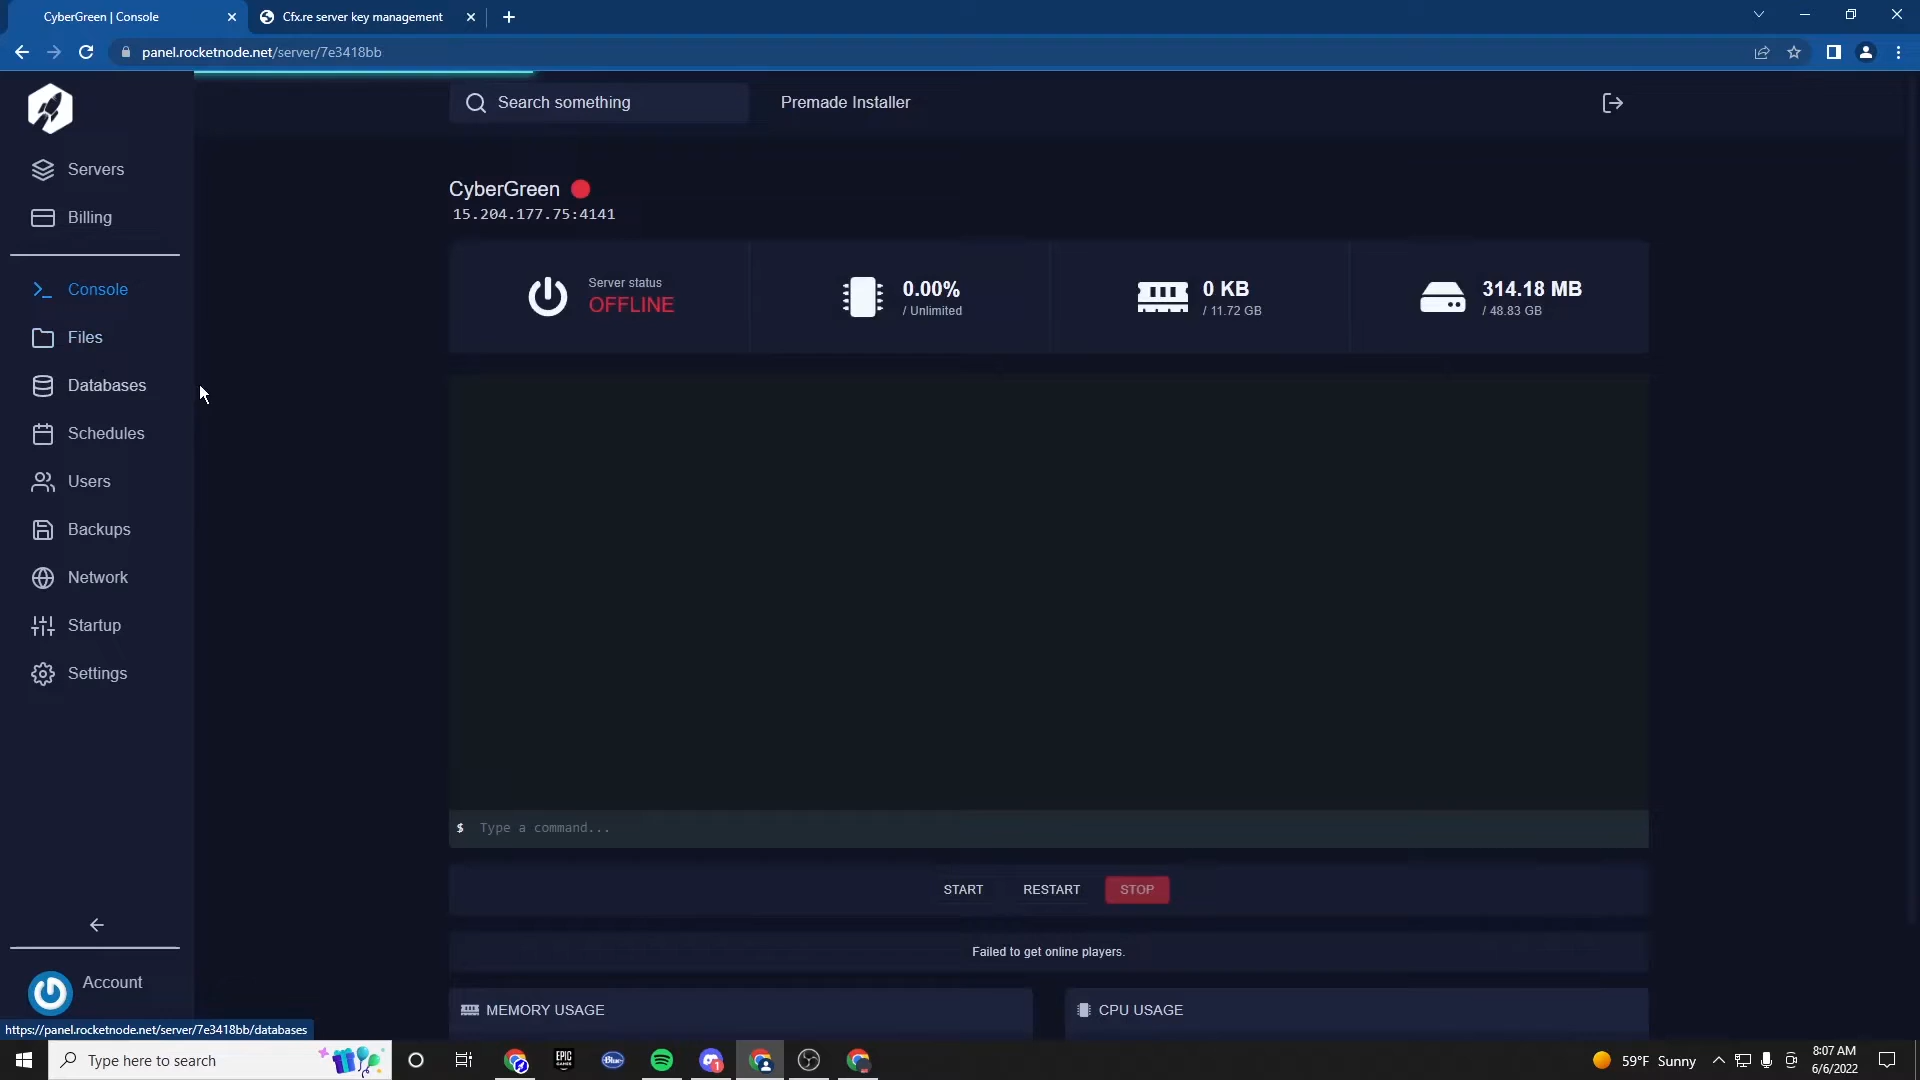 CyberGreen | Console
Cfx.re server key management
panel.rocketnode.net/server/7e3418bb
Search something
Premade Installer
Servers
Billing
Console
Files
Databases
Schedules
Users
Backups
Network
Startup
Settings
Account
CyberGreen
15.204.177.75:4141
Server status
OFFLINE
0.00%
/ Unlimited
0 KB
/ 11.72 GB
314.18 MB
/ 48.83 GB
$ Type a command...
START
RESTART
STOP
Failed to get online players.
MEMORY USAGE
CPU USAGE
https://panel.rocketnode.net/server/7e3418bb/databases
Type here to search
EPIC
GAMES
Blue
1
59°F Sunny
8:07 AM
6/6/2022